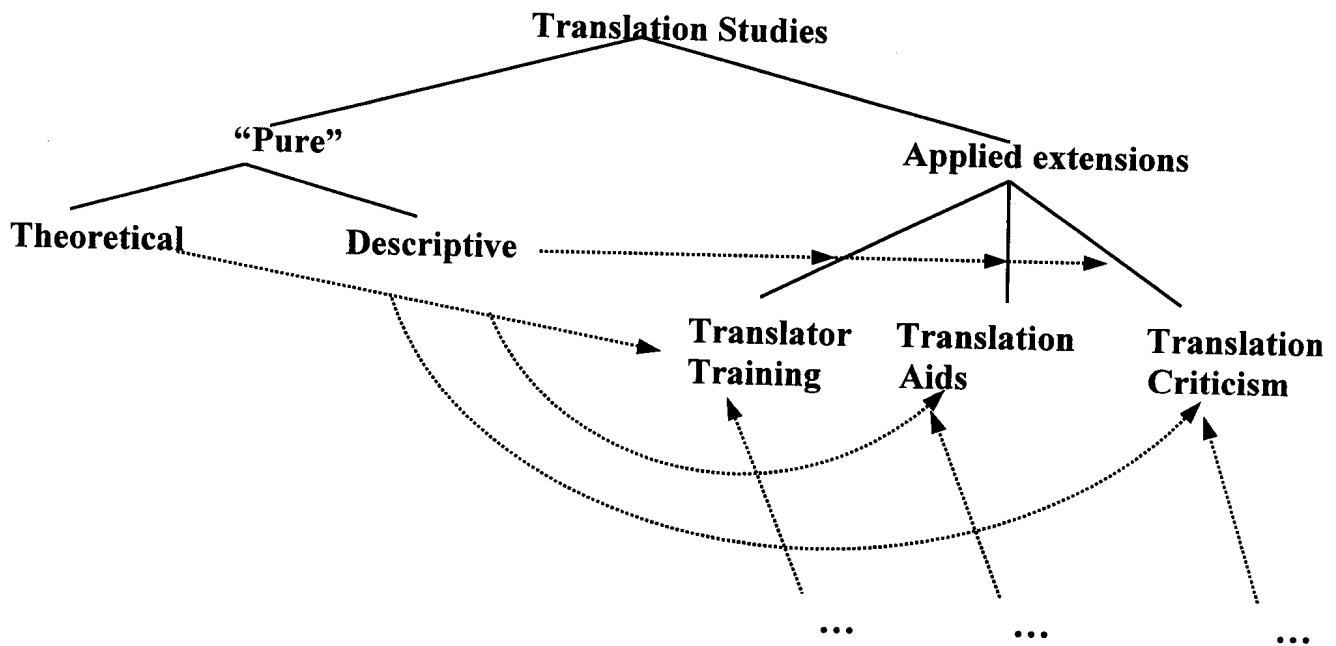 Translation Studies
“Pure”
Applied extensions
Theoretical
Descriptive
Translator
Training
Translation
Aids
Translation
Criticism
...
...
...